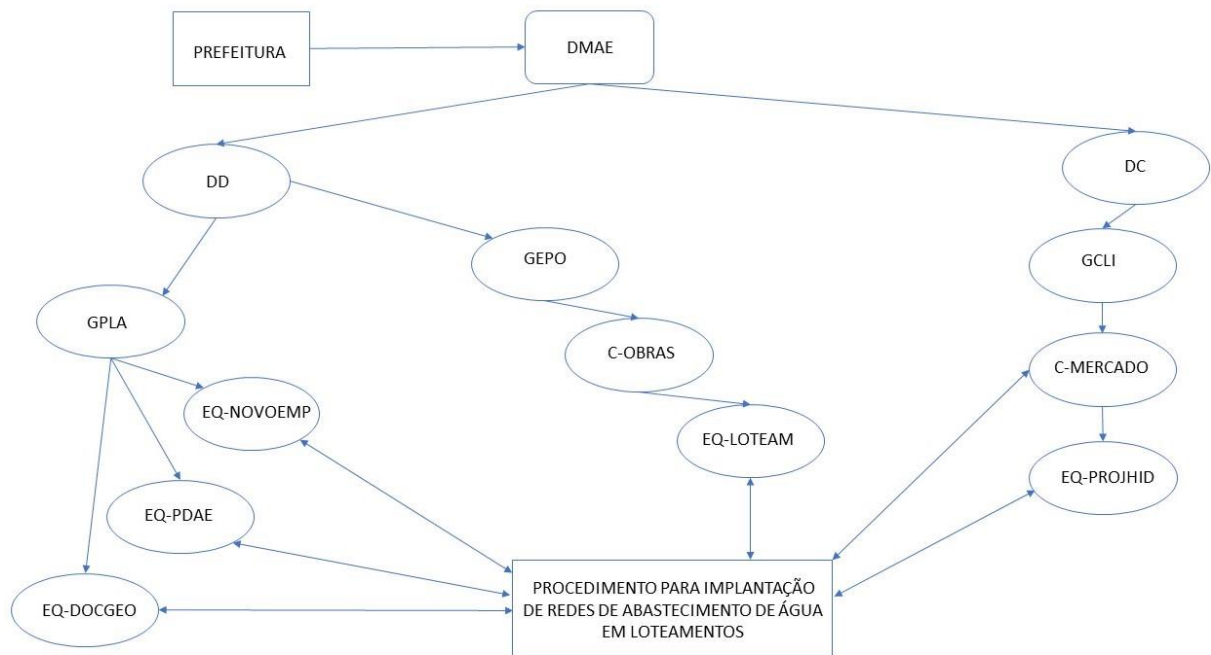 PREFEITURA
DMAE
DD
DC
GEPO
GCLI
GPLA
C-OBRAS
C-MERCADO
EQ-NOVOEMP
EQ-LOTEAM
EQ-PROJHID
EQ-PDAE
EQ-DOCGEO
PROCEDIMENTO PARA IMPLANTAÇÃO
DE REDES DE ABASTECIMENTO DE ÁGUA
EM LOTEAMENTOS